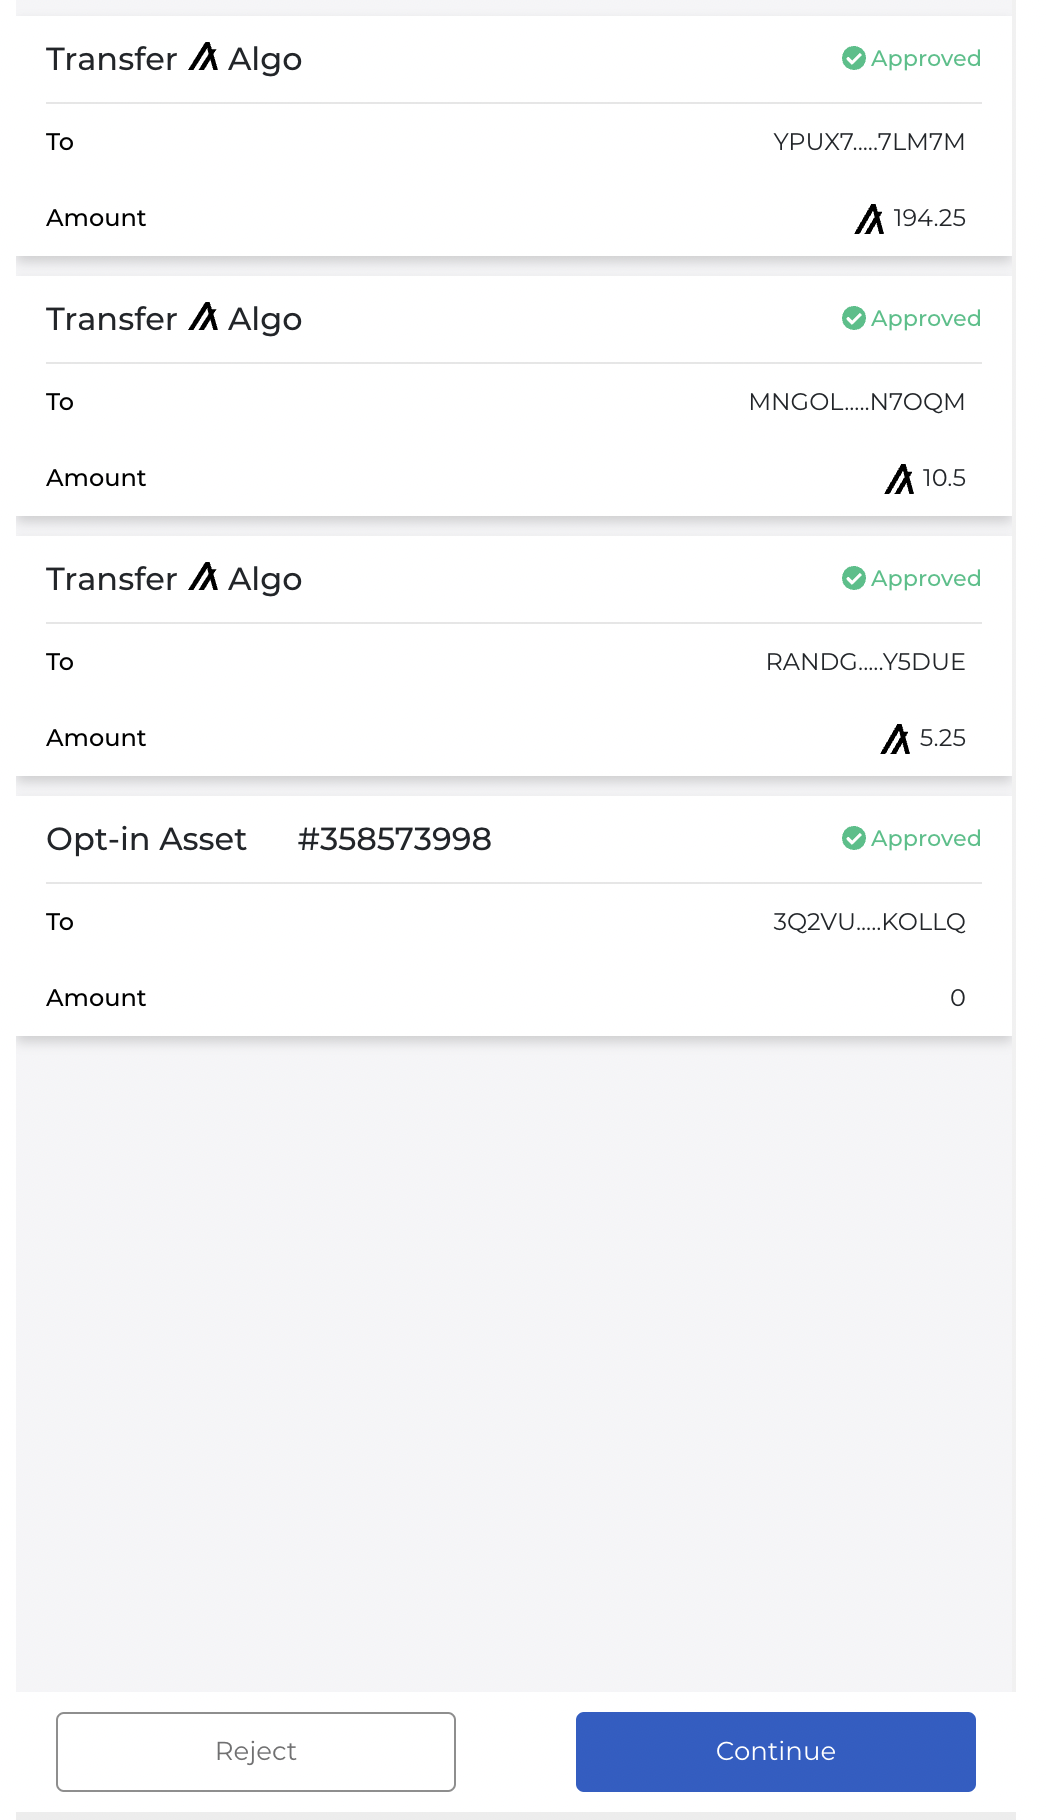 Transfer Algo Approved
To YPUX7.....7LM7M
Amount 194.25
Transfer Algo Approved
To MNGOL.....N7OQM
Amount 10.5
Transfer Algo Approved
To RANDG.....Y5DUE
Amount 5.25
Opt-in Asset #358573998 Approved
To 3Q2VU.....KOLLQ
Amount 0
Reject Continue